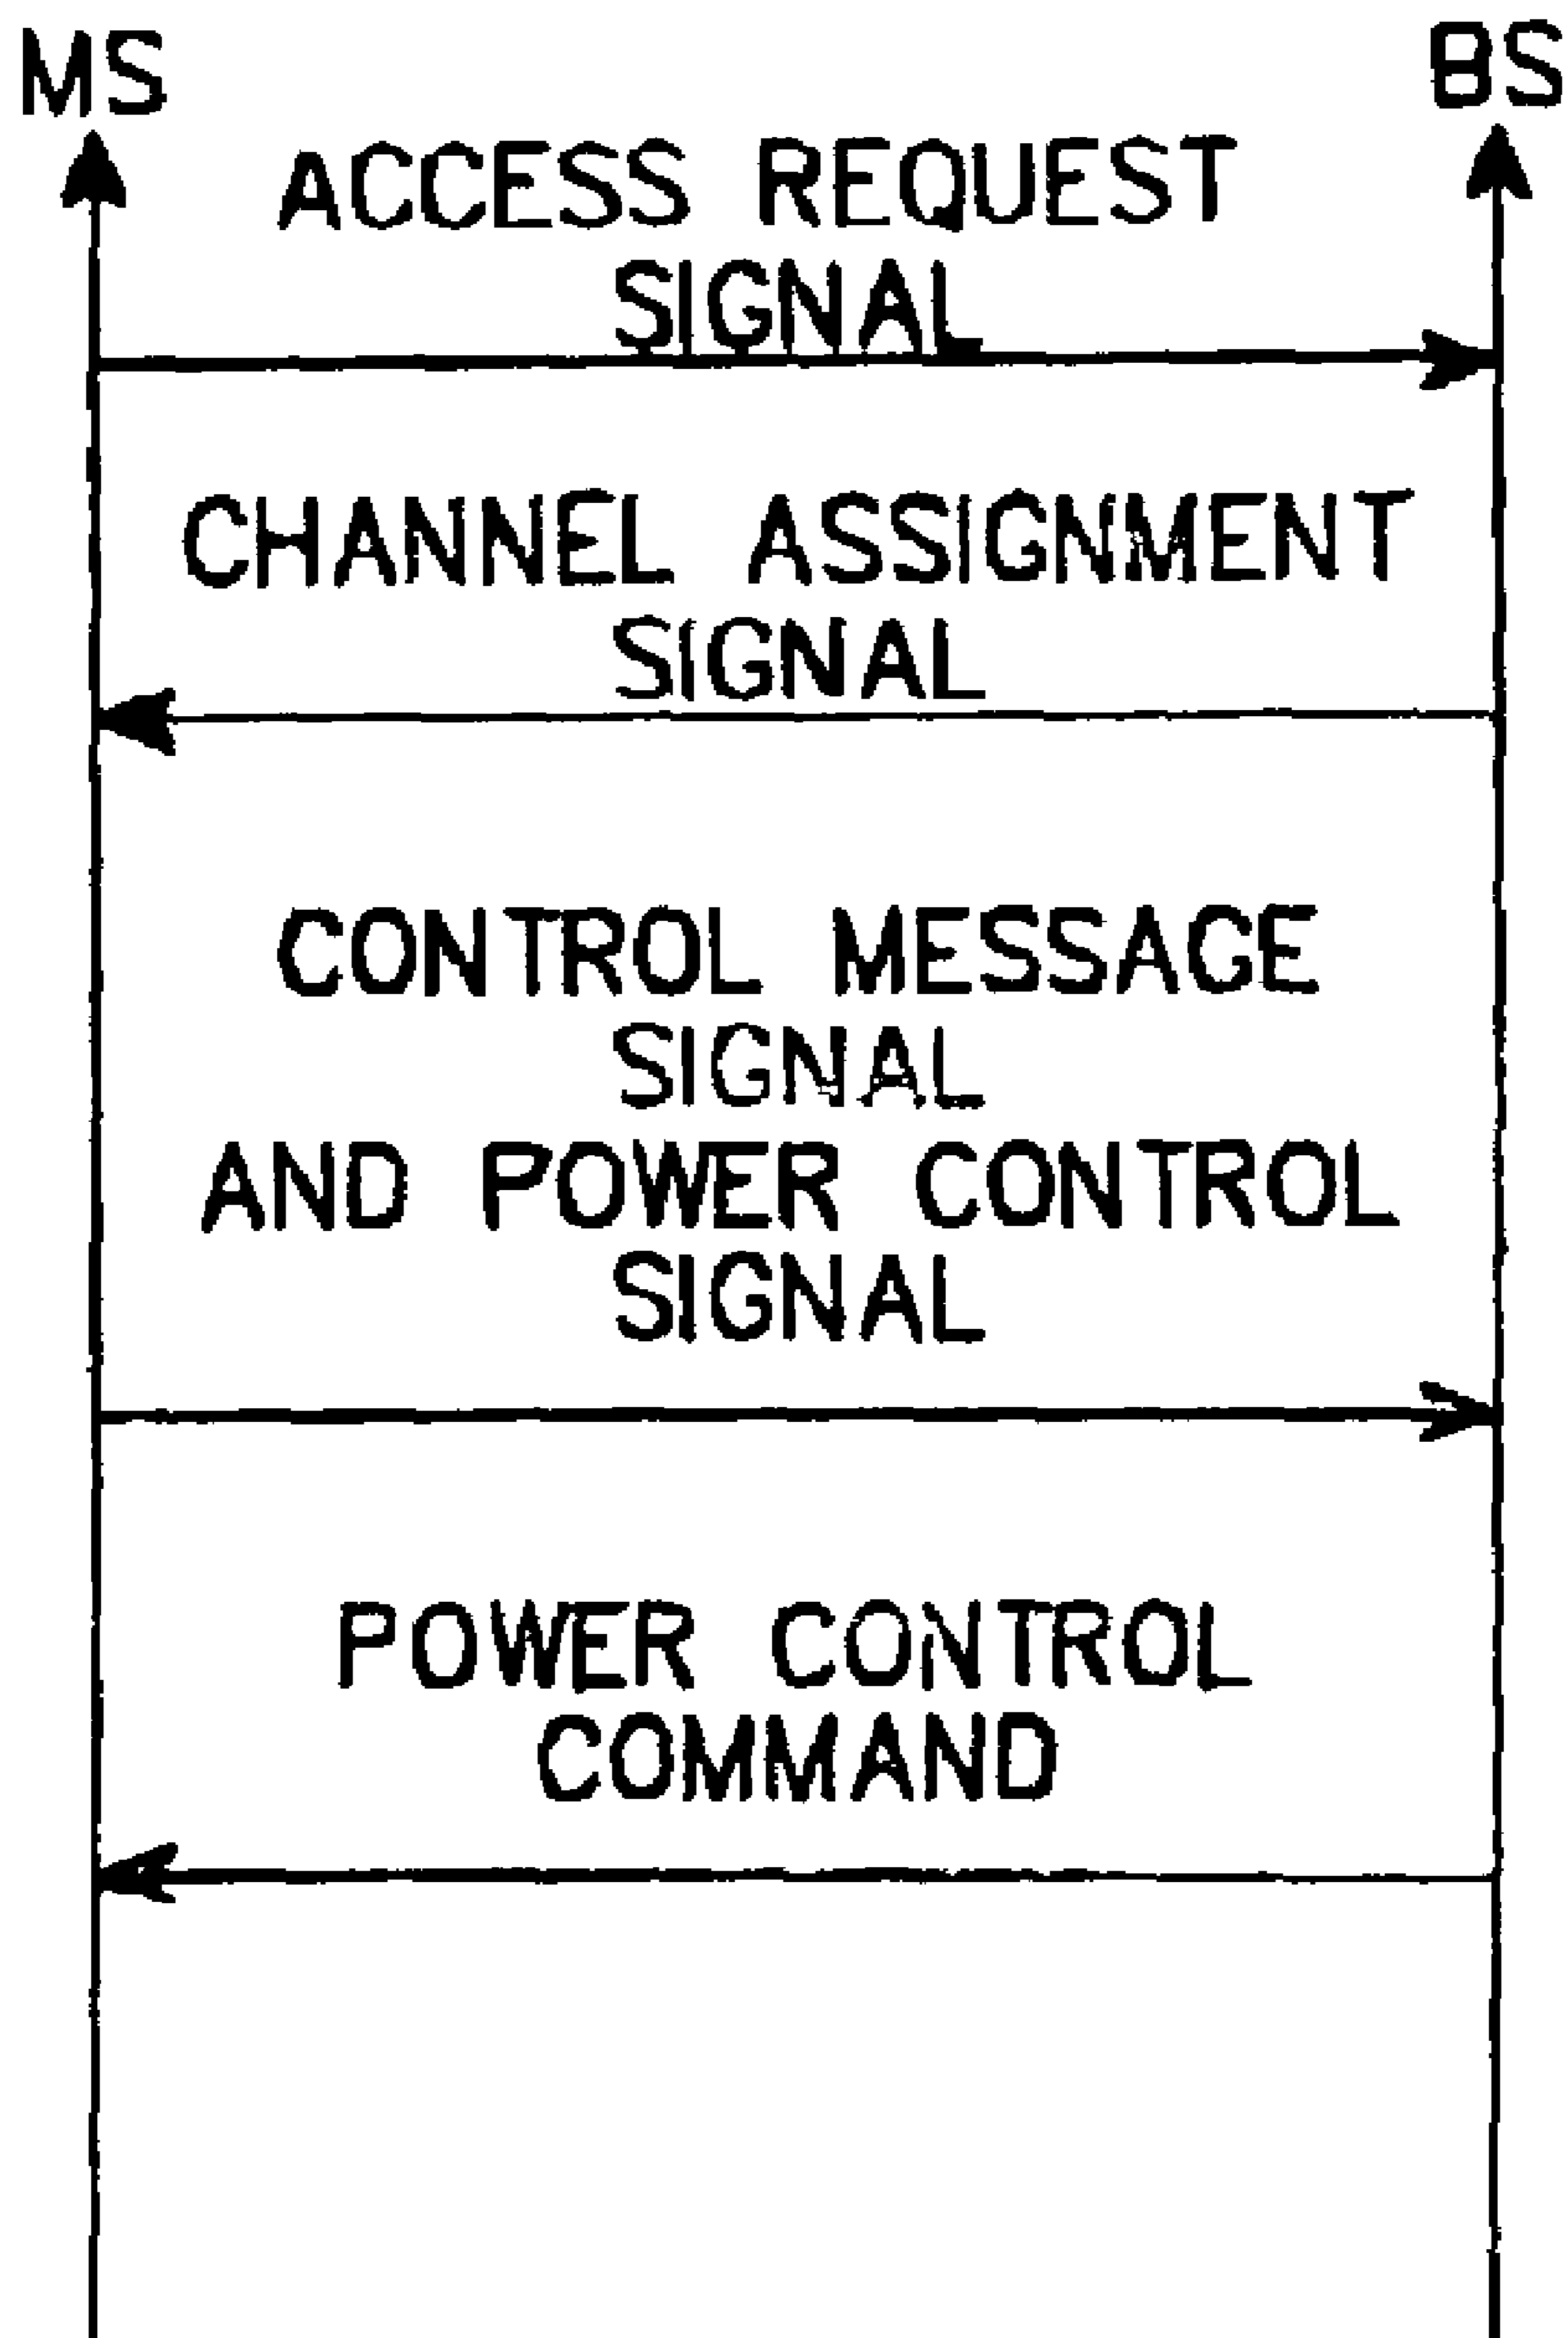 MS
BS
ACCESS REQUEST
SIGNAL
CHANNEL ASSIGNMENT
SIGNAL
CONTROL MESSAGE
SIGNAL
AND POWER CONTROL
SIGNAL
POWER CONTROL
COMMAND